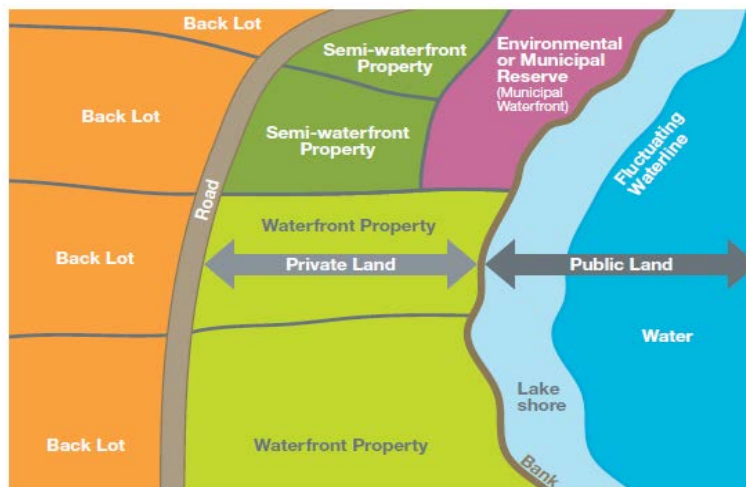 Back Lot
Semi-waterfront
Property
Environmental
or Municipal
Reserve
(Municipal
Waterfront)
Back Lot
Semi-waterfront
Property
Fluctuating
Waterline
Road
Waterfront Property
Back Lot
Private Land
Public Land
Water
Lake
shore
Back Lot
Waterfront Property
Bank